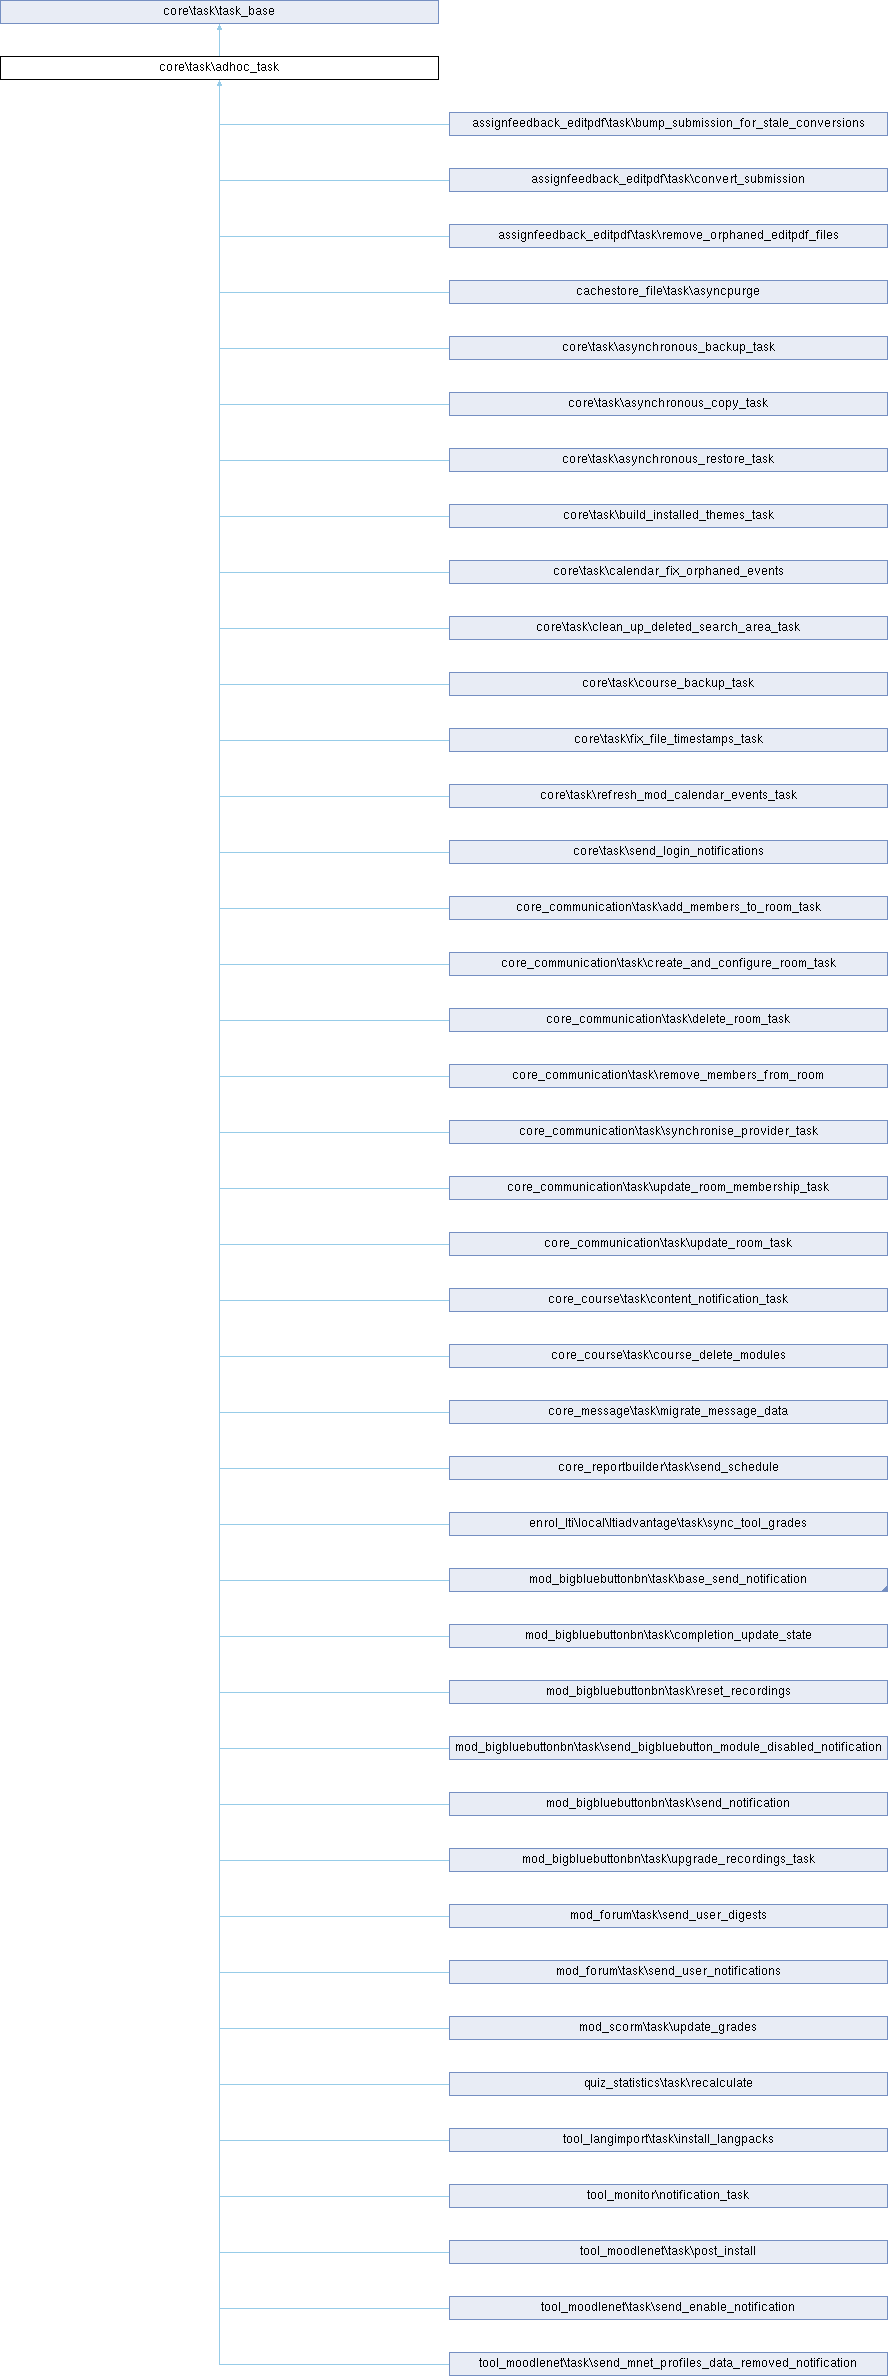 core\task\task_base
core\task\adhoc_task
assignfeedback_editpdf\task\bump_submission_for_stale_conversions
assignfeedback_editpdf\task\convert_submission
assignfeedback_editpdf\task\remove_orphaned_editpdf_files
cachestore_file\task\asyncpurge
core\task\asynchronous_backup_task
core\task\asynchronous_copy_task
core\task\asynchronous_restore_task
core\task\build_installed_themes_task
core\task\calendar_fix_orphaned_events
core\task\clean_up_deleted_search_area_task
core\task\course_backup_task
core\task\fix_file_timestamps_task
core\task\refresh_mod_calendar_events_task
core\task\send_login_notifications
core_communication\task\add_members_to_room_task
core_communication\task\create_and_configure_room_task
core_communication\task\delete_room_task
core_communication\task\remove_members_from_room
core_communication\task\synchronise_provider_task
core_communication\task\update_room_membership_task
core_communication\task\update_room_task
core_course\task\content_notification_task
core_course\task\course_delete_modules
core_message\task\migrate_message_data
core_reportbuilder\task\send_schedule
enrol_lti\local\ltiadvantage\task\sync_tool_grades
mod_bigbluebuttonbn\task\base_send_notification
mod_bigbluebuttonbn\task\completion_update_state
mod_bigbluebuttonbn\task\reset_recordings
mod_bigbluebuttonbn\task\send_bigbluebutton_module_disabled_notification
mod_bigbluebuttonbn\task\send_notification
mod_bigbluebuttonbn\task\upgrade_recordings_task
mod_forum\task\send_user_digests
mod_forum\task\send_user_notifications
mod_scorm\task\update_grades
quiz_statistics\task\recalculate
tool_langimport\task\install_langpacks
tool_monitor\notification_task
tool_moodlenet\task\post_install
tool_moodlenet\task\send_enable_notification
tool_moodlenet\task\send_mnet_profiles_data_removed_notification